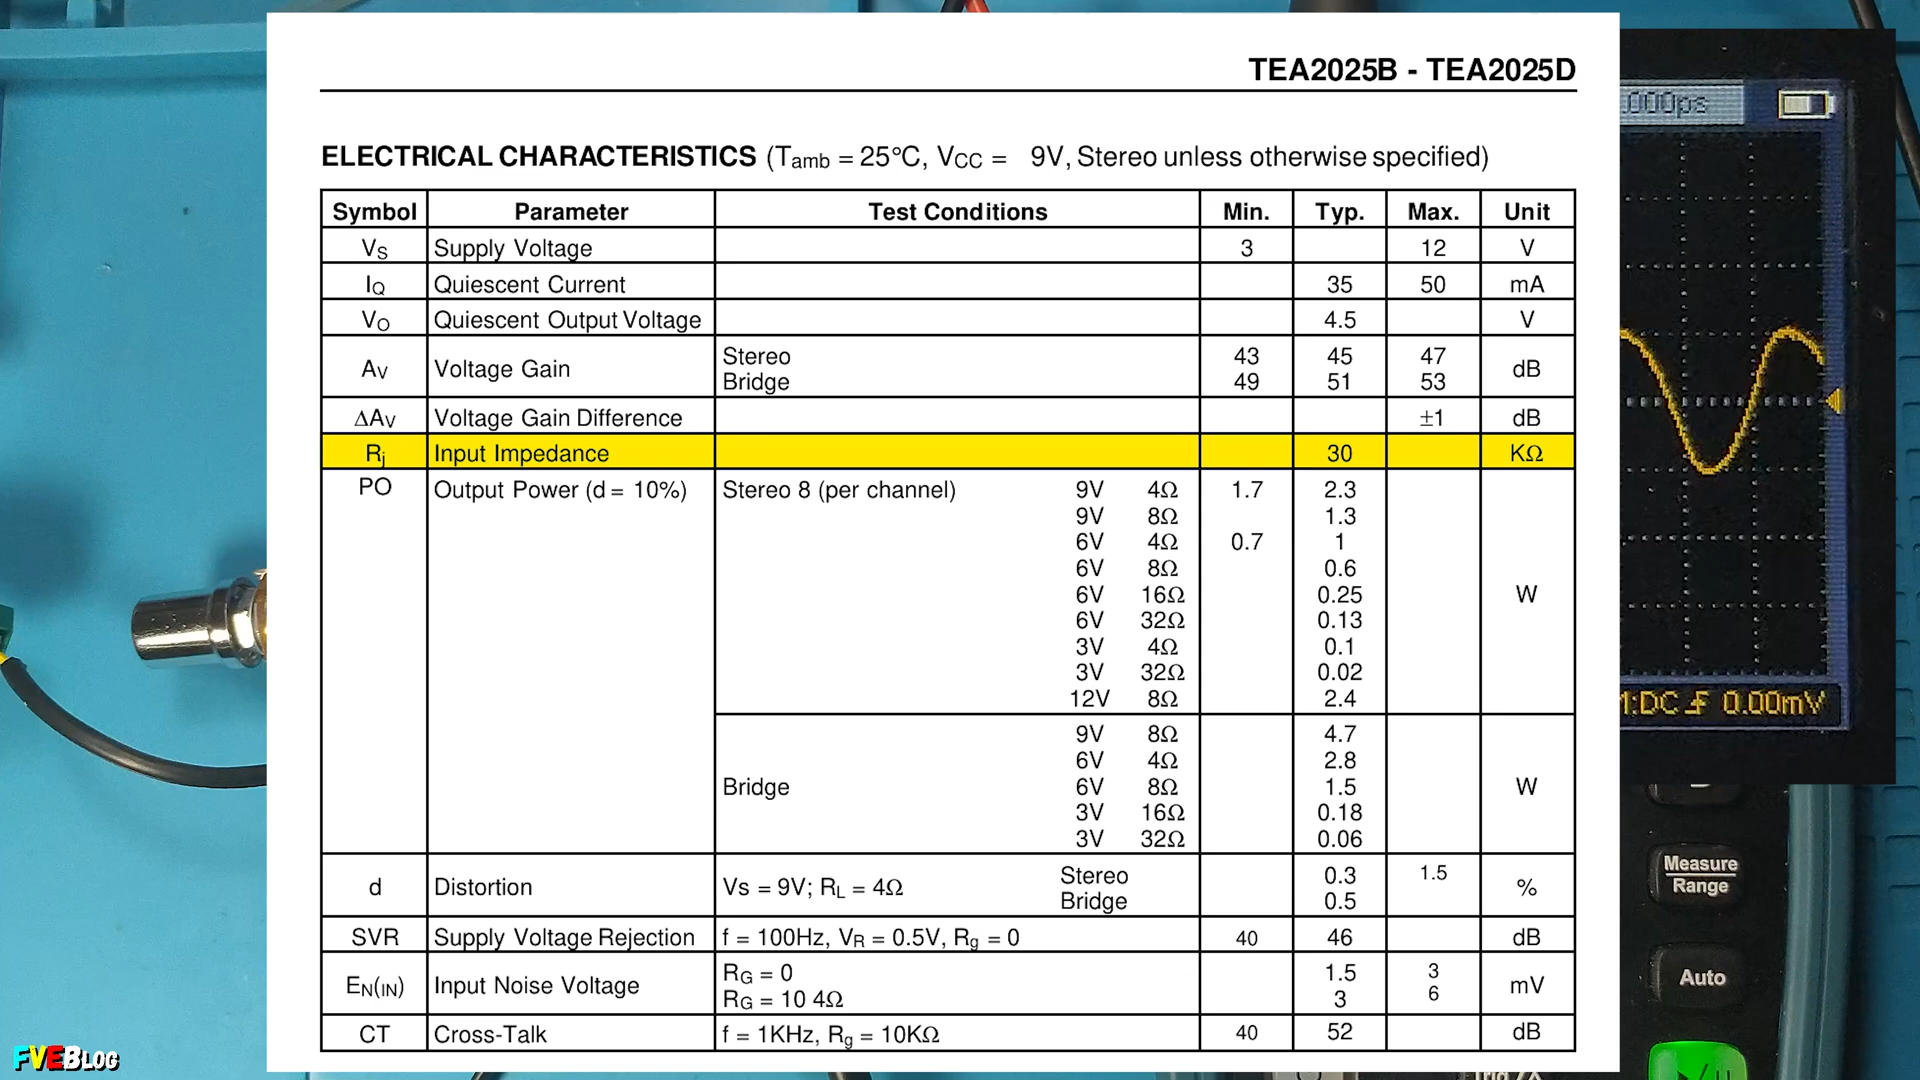 TEA2025B - TEA2025D
ELECTRICAL CHARACTERISTICS (Tamb = 25°C, VCC = 9V, Stereo unless otherwise specified)
Symbol Parameter Test Conditions Min. Typ. Max. Unit
VS Supply Voltage 3 12 V
IQ Quiescent Current 35 50 mA
VO Quiescent Output Voltage 4.5 V
AV Voltage Gain Stereo 43 45 47 dB
Bridge 49 51 53
ΔAV Voltage Gain Difference ±1 dB
Rj Input Impedance 30 KΩ
PO Output Power (d = 10%) Stereo 8 (per channel) 9V 4Ω 1.7 2.3 W
9V 8Ω 1.3
6V 4Ω 0.7 1
6V 8Ω 0.6
6V 16Ω 0.25
6V 32Ω 0.13
3V 4Ω 0.1
3V 32Ω 0.02
12V 8Ω 2.4
Bridge 9V 8Ω 4.7 W
6V 4Ω 2.8
6V 8Ω 1.5
3V 16Ω 0.18
3V 32Ω 0.06
d Distortion Vs = 9V; RL = 4Ω Stereo 0.3 1.5 %
Bridge 0.5
SVR Supply Voltage Rejection f = 100Hz, VR = 0.5V, Rg = 0 40 46 dB
EN(IN) Input Noise Voltage RG = 0 1.5 3 mV
RG = 10 4Ω 3 6
CT Cross-Talk f = 1KHz, Rg = 10KΩ 40 52 dB
.000ps
:DC 0.00mV
Measure
Range
Auto
FVEBLOG